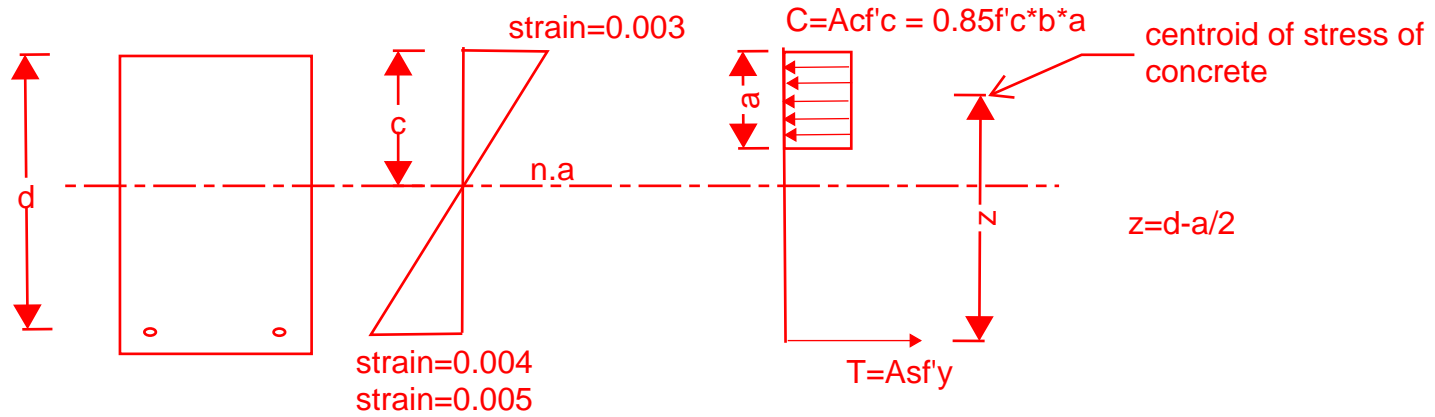 strain=0.003
C=Acf'c = 0.85f'c*b*a
centroid of stress of
concrete
d
c
a
n.a
z
z=d-a/2
strain=0.004
strain=0.005
T=Asf'y